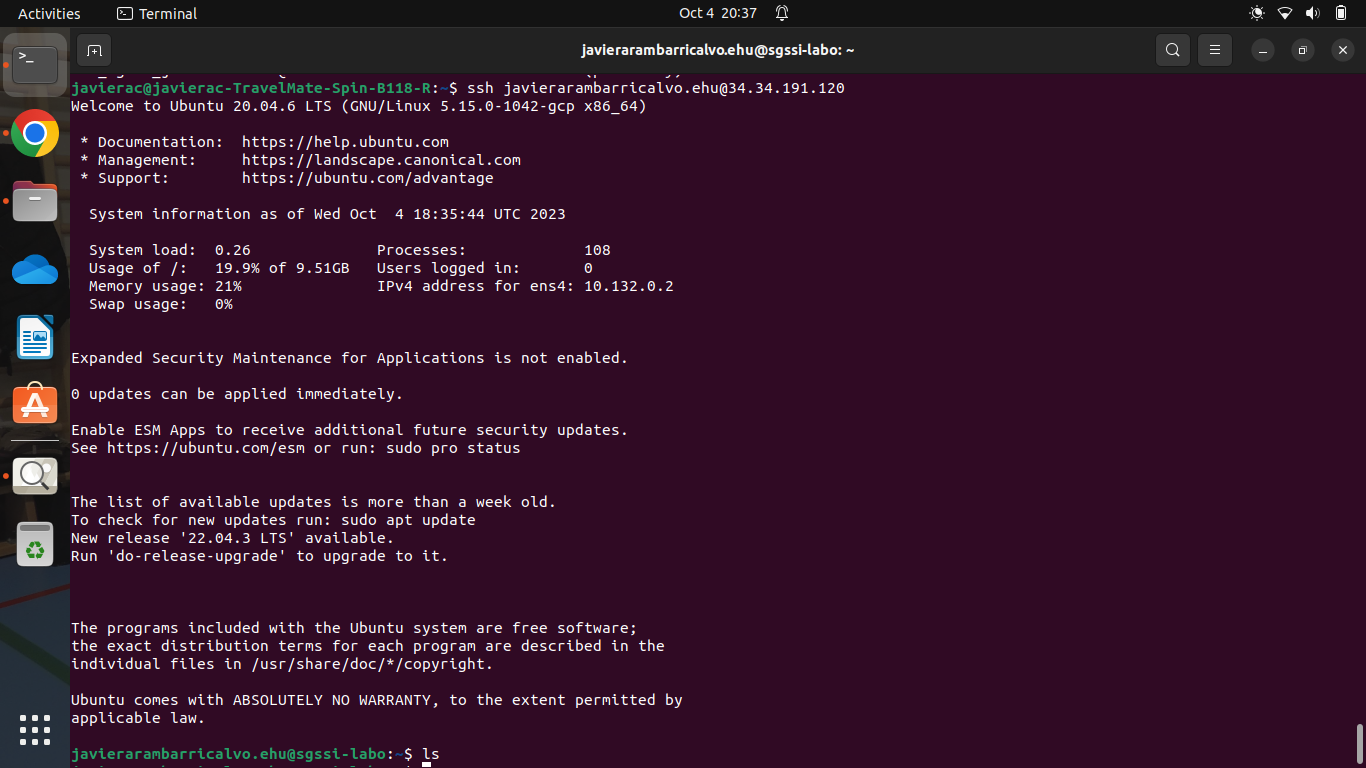 Activities
Terminal
Oct 4 20:37
javierarambarricalvo.ehu@sgssi-labo: ~
javierac@javierac-TravelMate-Spin-B118-R:~$ ssh javierarambarricalvo.ehu@34.34.191.120
Welcome to Ubuntu 20.04.6 LTS (GNU/Linux 5.15.0-1042-gcp x86_64)
* Documentation: https://help.ubuntu.com
* Management: https://landscape.canonical.com
* Support: https://ubuntu.com/advantage
System information as of Wed Oct 4 18:35:44 UTC 2023
System load: 0.26 Processes: 108
Usage of /: 19.9% of 9.51GB Users logged in: 0
Memory usage: 21% IPv4 address for ens4: 10.132.0.2
Swap usage: 0%
Expanded Security Maintenance for Applications is not enabled.
0 updates can be applied immediately.
Enable ESM Apps to receive additional future security updates.
See https://ubuntu.com/esm or run: sudo pro status
The list of available updates is more than a week old.
To check for new updates run: sudo apt update
New release '22.04.3 LTS' available.
Run 'do-release-upgrade' to upgrade to it.
The programs included with the Ubuntu system are free software;
the exact distribution terms for each program are described in the
individual files in /usr/share/doc/*/copyright.
Ubuntu comes with ABSOLUTELY NO WARRANTY, to the extent permitted by
applicable law.
javierarambarricalvo.ehu@sgssi-labo:~$ ls